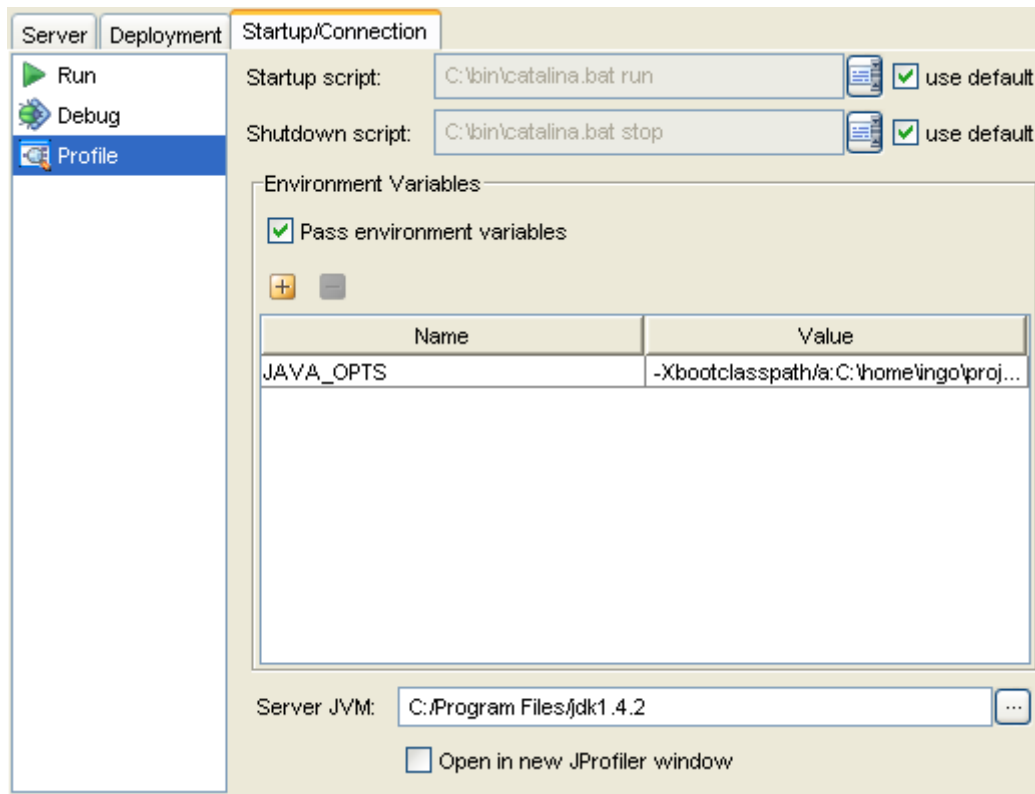 Server Deployment Startup/Connection
Run
Debug
Profile
Startup script: C:\bin\catalina.bat run use default
Shutdown script: C:\bin\catalina.bat stop use default
Environment Variables
Pass environment variables
Name Value
JAVA_OPTS -Xbootclasspath/a:C:\home\ingo\proj...
Server JVM: C:/Program Files/jdk1.4.2 ...
Open in new JProfiler window